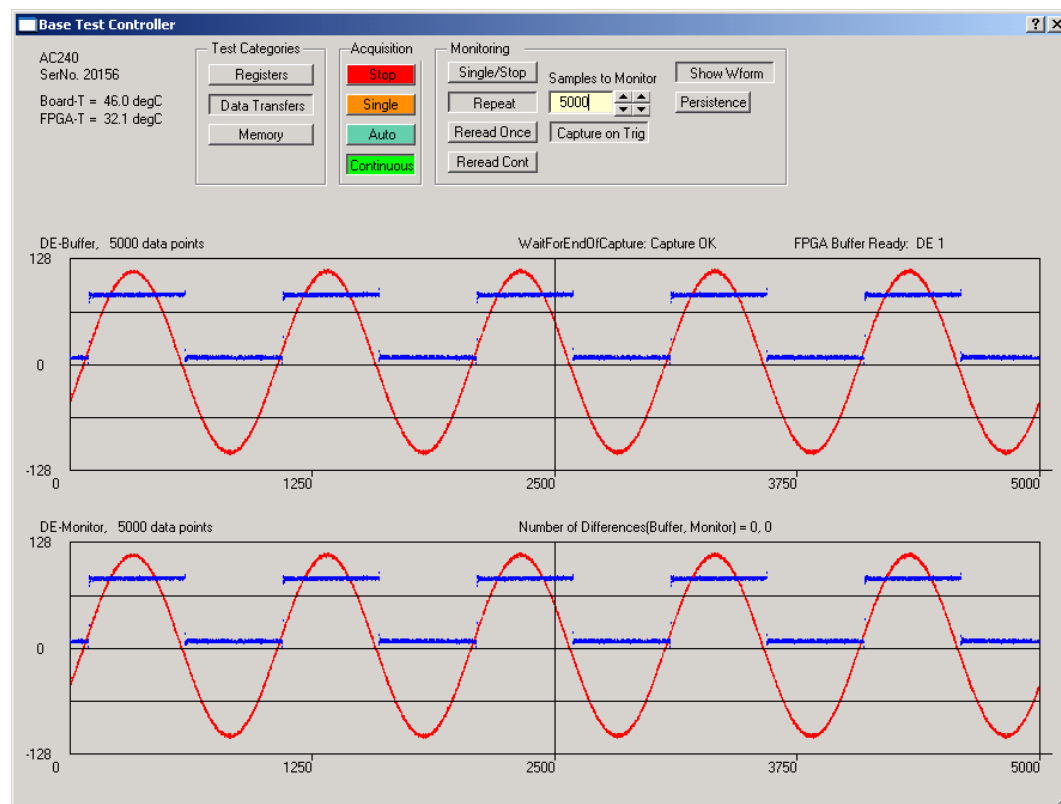 Base Test Controller
AC240
SerNo. 20156
Board-T = 46.0 degC
FPGA-T = 32.1 degC
Test Categories
Registers
Data Transfers
Memory
Acquisition
Stop
Single
Auto
Continuous
Monitoring
Single/Stop
Repeat
Reread Once
Reread Cont
Samples to Monitor
5000
Capture on Trig
Show Wform
Persistence
DE-Buffer, 5000 data points
WaitForEndOfCapture: Capture OK
FPGA Buffer Ready: DE 1
128
0
-128
0
1250
2500
3750
5000
DE-Monitor, 5000 data points
Number of Differences(Buffer, Monitor) = 0, 0
128
0
-128
0
1250
2500
3750
5000